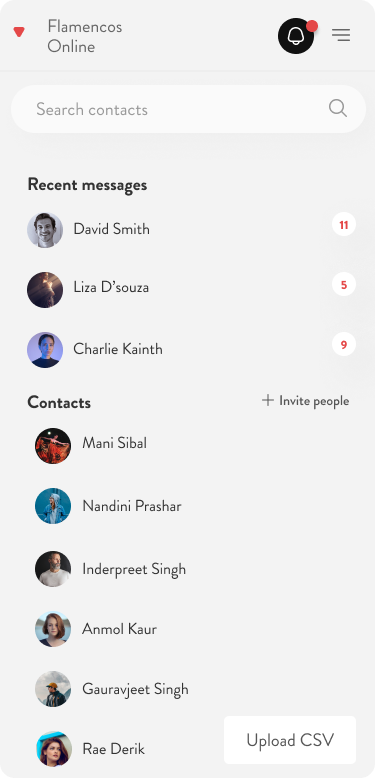 Flamencos
Online
Search contacts
Recent messages
David Smith
11
Liza D’souza
5
Charlie Kainth
9
Contacts
Invite people
Mani Sibal
Nandini Prashar
Inderpreet Singh
Anmol Kaur
Gauravjeet Singh
Rae Derik
Upload CSV